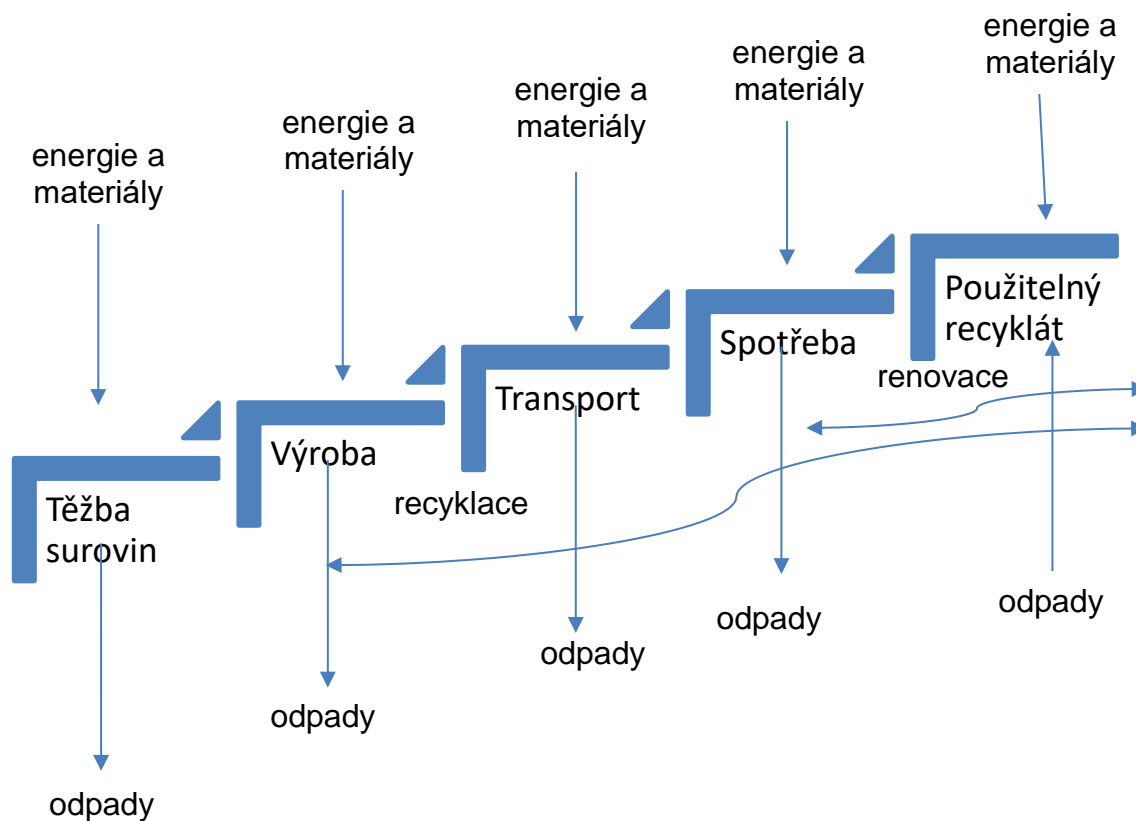 energie a
materiály
energie a
materiály
energie a
materiály
energie a
materiály
energie a
materiály
Těžba
surovin
Výroba
Transport
Spotřeba
Použitelný
recyklát
recyklace
renovace
odpady
odpady
odpady
odpady
odpady